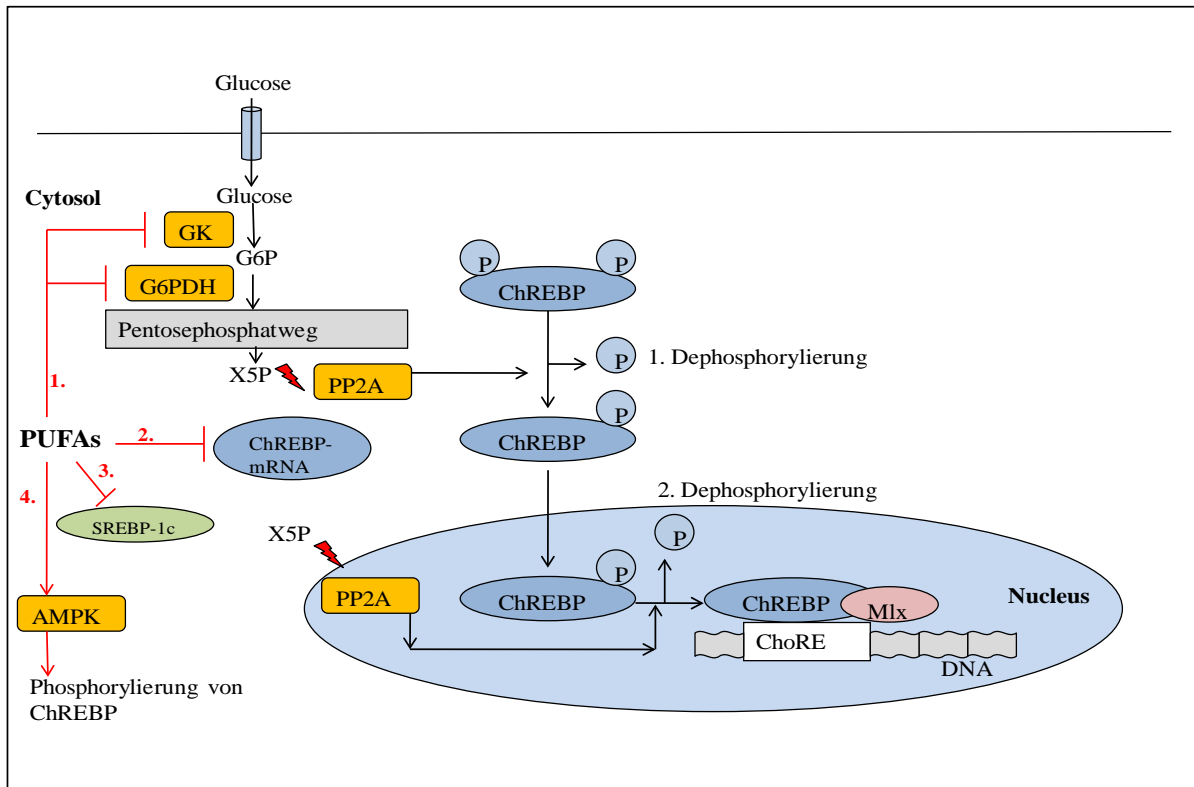 Glucose
Cytosol
Glucose
GK
G6P
G6PDH
Pentosephosphatweg
X5P
PP2A
P
P
ChREBP
P
1. Dephosphorylierung
P
ChREBP
1.
PUFAs
2.
ChREBP-
mRNA
3.
4.
SREBP-1c
AMPK
Phosphorylierung von
ChREBP
2. Dephosphorylierung
X5P
P
PP2A
P
ChREBP
ChREBP
Mlx
Nucleus
ChoRE
DNA